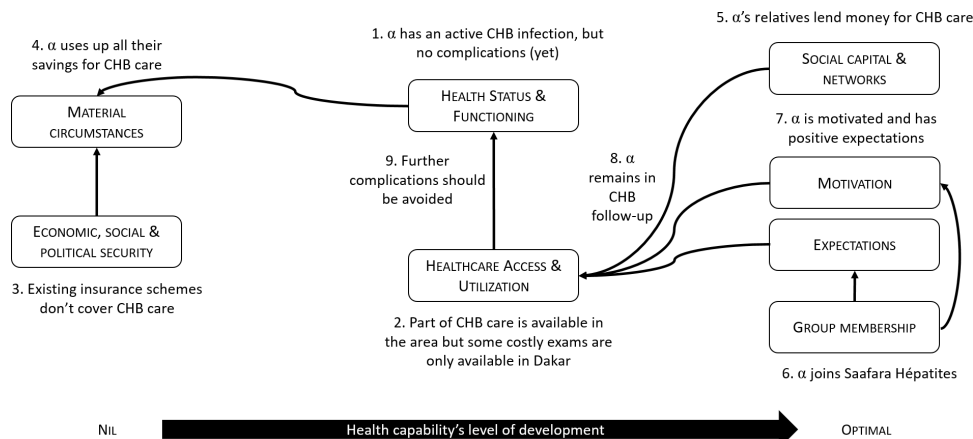 5. α’s relatives lend money for CHB care
1. α has an active CHB infection, but
no complications (yet)
4. α uses up all their
savings for CHB care
SOCIAL CAPITAL &
NETWORKS
HEALTH STATUS &
FUNCTIONING
MATERIAL
CIRCUMSTANCES
7. α is motivated and has
positive expectations
9. Further
complications should
be avoided
8. α
remains in
CHB
follow-up
MOTIVATION
ECONOMIC, SOCIAL &
POLITICAL SECURITY
EXPECTATIONS
HEALTHCARE ACCESS &
UTILIZATION
3. Existing insurance schemes
don’t cover CHB care
GROUP MEMBERSHIP
2. Part of CHB care is available in
the area but some costly exams are
only available in Dakar
6. α joins Saafara Hépatites
NIL
Health capability’s level of development
OPTIMAL